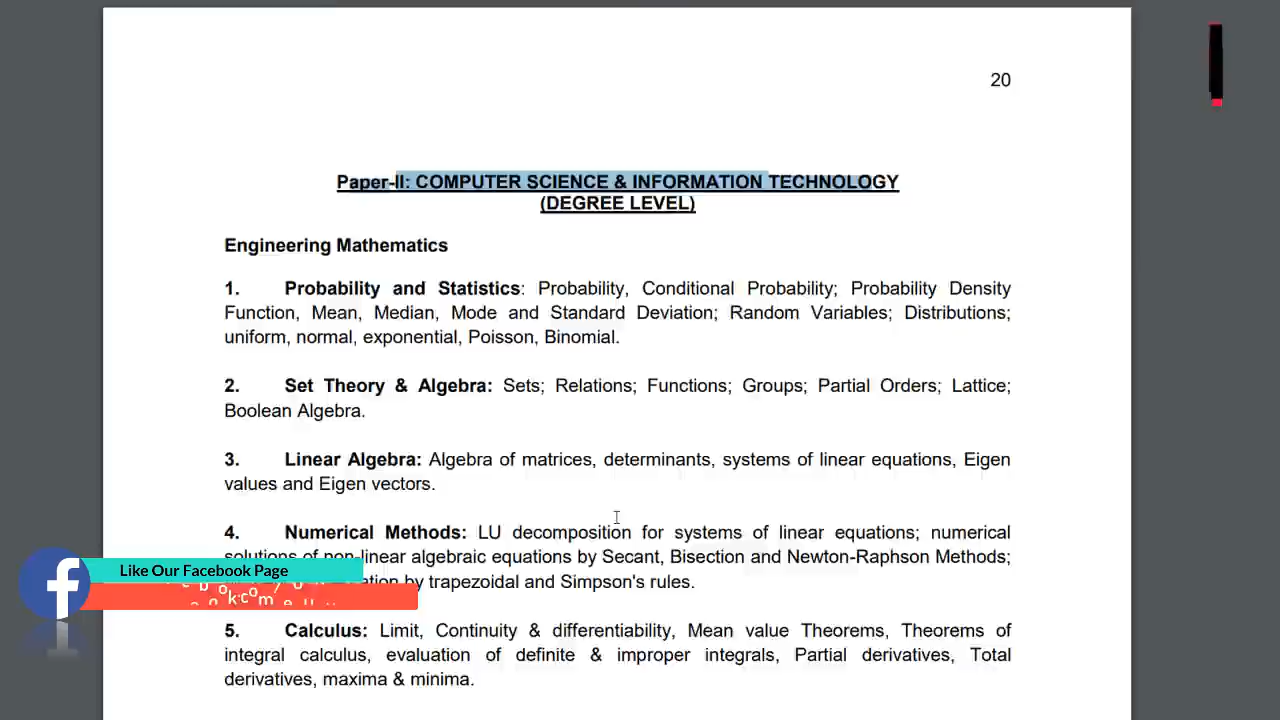 20
Paper-II: COMPUTER SCIENCE & INFORMATION TECHNOLOGY
(DEGREE LEVEL)
Engineering Mathematics
1. Probability and Statistics: Probability, Conditional Probability; Probability Density
Function, Mean, Median, Mode and Standard Deviation; Random Variables; Distributions;
uniform, normal, exponential, Poisson, Binomial.
2. Set Theory & Algebra: Sets; Relations; Functions; Groups; Partial Orders; Lattice;
Boolean Algebra.
3. Linear Algebra: Algebra of matrices, determinants, systems of linear equations, Eigen
values and Eigen vectors.
4. Numerical Methods: LU decomposition for systems of linear equations; numerical
solutions of non-linear algebraic equations by Secant, Bisection and Newton-Raphson Methods;
by trapezoidal and Simpson's rules.
Like Our Facebook Page
5. Calculus: Limit, Continuity & differentiability, Mean value Theorems, Theorems of
integral calculus, evaluation of definite & improper integrals, Partial derivatives, Total
derivatives, maxima & minima.